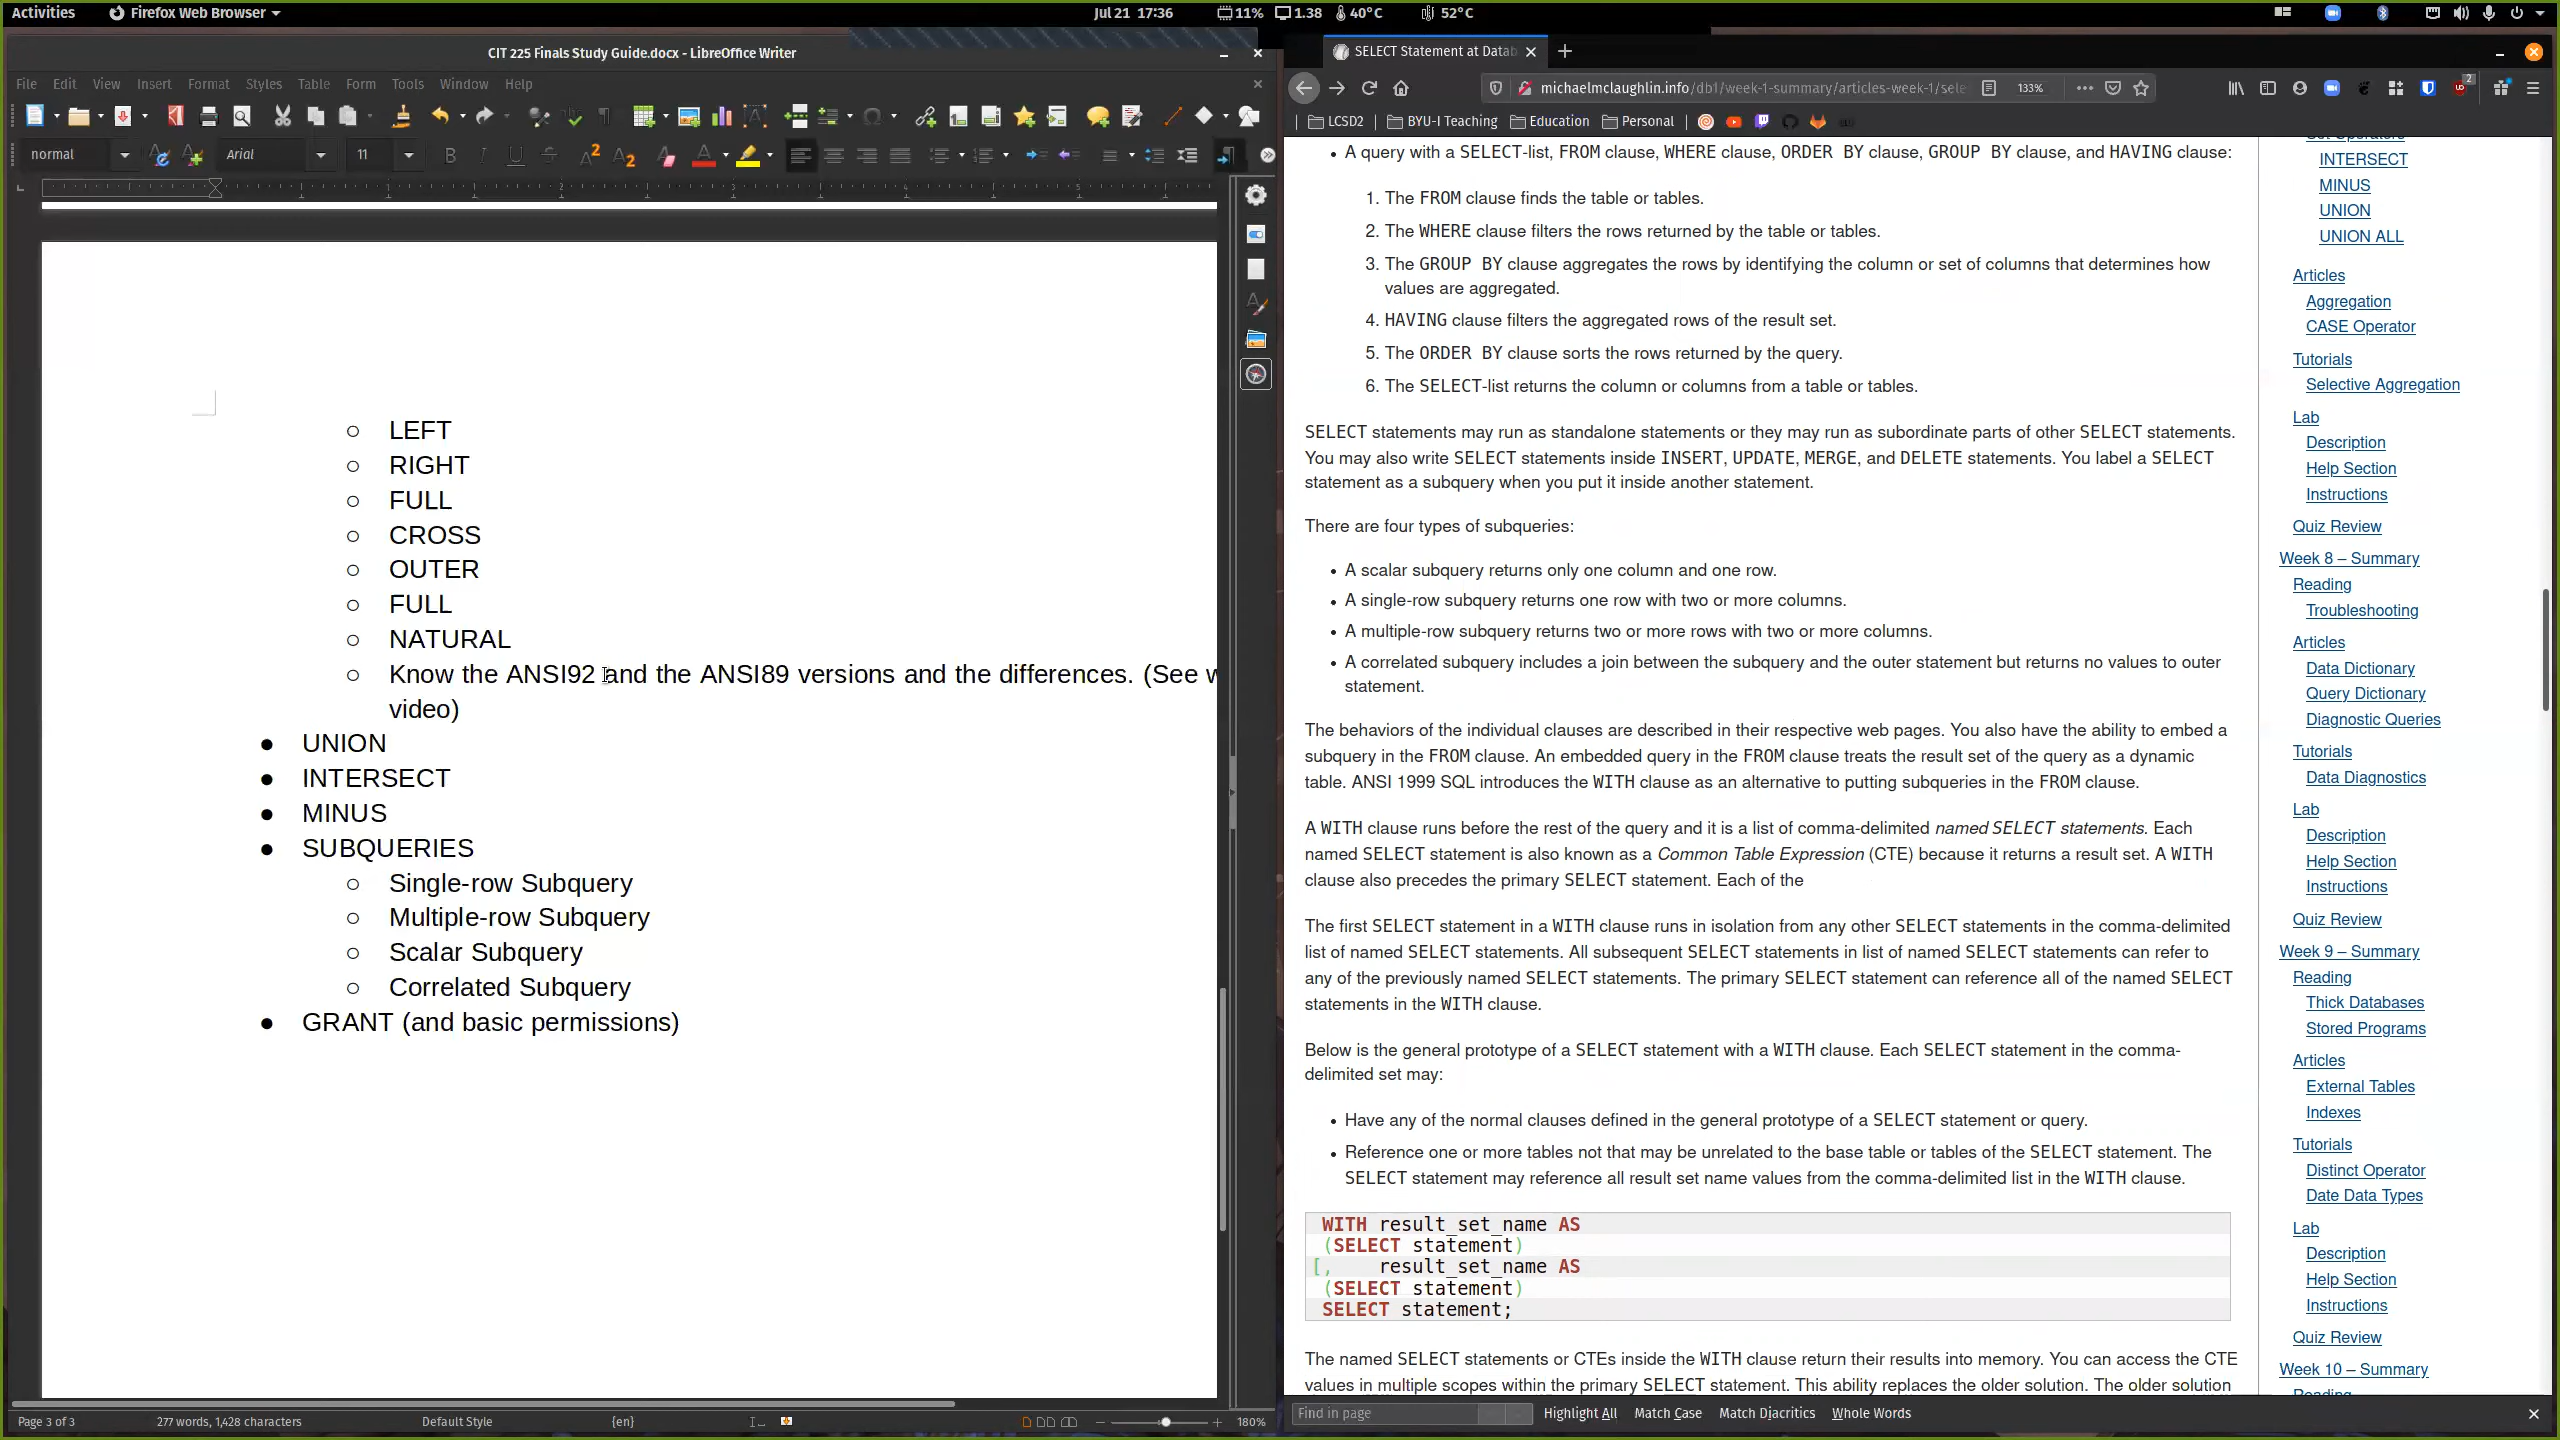 Activities
Firefox Web Browser
Jul 21 17:36
11%
1.38
40°C
52°C
CIT 225 Finals Study Guide.docx - LibreOffice Writer
File Edit View Insert Format Styles Table Form Tools Window Help
normal
Arial
11
LEFT
RIGHT
FULL
CROSS
OUTER
FULL
NATURAL
Know the ANSI92 and the ANSI89 versions and the differences. (See
video)
UNION
INTERSECT
MINUS
SUBQUERIES
Single-row Subquery
Multiple-row Subquery
Scalar Subquery
Correlated Subquery
GRANT (and basic permissions)
Page 3 of 3
277 words, 1,428 characters
Default Style
{en}
180%
SELECT Statement at Datab
michaelmclaughlin.info/db1/week-1-summary/articles-week-1/sele
133%
2
LCSD2
BYU-I Teaching
Education
Personal
• A query with a SELECT-list, FROM clause, WHERE clause, ORDER BY clause, GROUP BY clause, and HAVING clause:
1. The FROM clause finds the table or tables.
2. The WHERE clause filters the rows returned by the table or tables.
3. The GROUP BY clause aggregates the rows by identifying the column or set of columns that determines how
values are aggregated.
4. HAVING clause filters the aggregated rows of the result set.
5. The ORDER BY clause sorts the rows returned by the query.
6. The SELECT-list returns the column or columns from a table or tables.
SELECT statements may run as standalone statements or they may run as subordinate parts of other SELECT statements.
You may also write SELECT statements inside INSERT, UPDATE, MERGE, and DELETE statements. You label a SELECT
statement as a subquery when you put it inside another statement.
There are four types of subqueries:
• A scalar subquery returns only one column and one row.
• A single-row subquery returns one row with two or more columns.
• A multiple-row subquery returns two or more rows with two or more columns.
• A correlated subquery includes a join between the subquery and the outer statement but returns no values to outer
statement.
The behaviors of the individual clauses are described in their respective web pages. You also have the ability to embed a
subquery in the FROM clause. An embedded query in the FROM clause treats the result set of the query as a dynamic
table. ANSI 1999 SQL introduces the WITH clause as an alternative to putting subqueries in the FROM clause.
A WITH clause runs before the rest of the query and it is a list of comma-delimited named SELECT statements. Each
named SELECT statement is also known as a Common Table Expression (CTE) because it returns a result set. A WITH
clause also precedes the primary SELECT statement. Each of the
The first SELECT statement in a WITH clause runs in isolation from any other SELECT statements in the comma-delimited
list of named SELECT statements. All subsequent SELECT statements in list of named SELECT statements can refer to
any of the previously named SELECT statements. The primary SELECT statement can reference all of the named SELECT
statements in the WITH clause.
Below is the general prototype of a SELECT statement with a WITH clause. Each SELECT statement in the comma-
delimited set may:
• Have any of the normal clauses defined in the general prototype of a SELECT statement or query.
• Reference one or more tables not that may be unrelated to the base table or tables of the SELECT statement. The
SELECT statement may reference all result set name values from the comma-delimited list in the WITH clause.
WITH result_set_name AS
(SELECT statement)
[, result_set_name AS
(SELECT statement)
SELECT statement;
The named SELECT statements or CTEs inside the WITH clause return their results into memory. You can access the CTE
values in multiple scopes within the primary SELECT statement. This ability replaces the older solution. The older solution
INTERSECT
MINUS
UNION
UNION ALL
Articles
Aggregation
CASE Operator
Tutorials
Selective Aggregation
Lab
Description
Help Section
Instructions
Quiz Review
Week 8 – Summary
Reading
Troubleshooting
Articles
Data Dictionary
Query Dictionary
Diagnostic Queries
Tutorials
Data Diagnostics
Lab
Description
Help Section
Instructions
Quiz Review
Week 9 – Summary
Reading
Thick Databases
Stored Programs
Articles
External Tables
Indexes
Tutorials
Distinct Operator
Date Data Types
Lab
Description
Help Section
Instructions
Quiz Review
Week 10 – Summary
Find in page
Highlight All Match Case Match Diacritics Whole Words